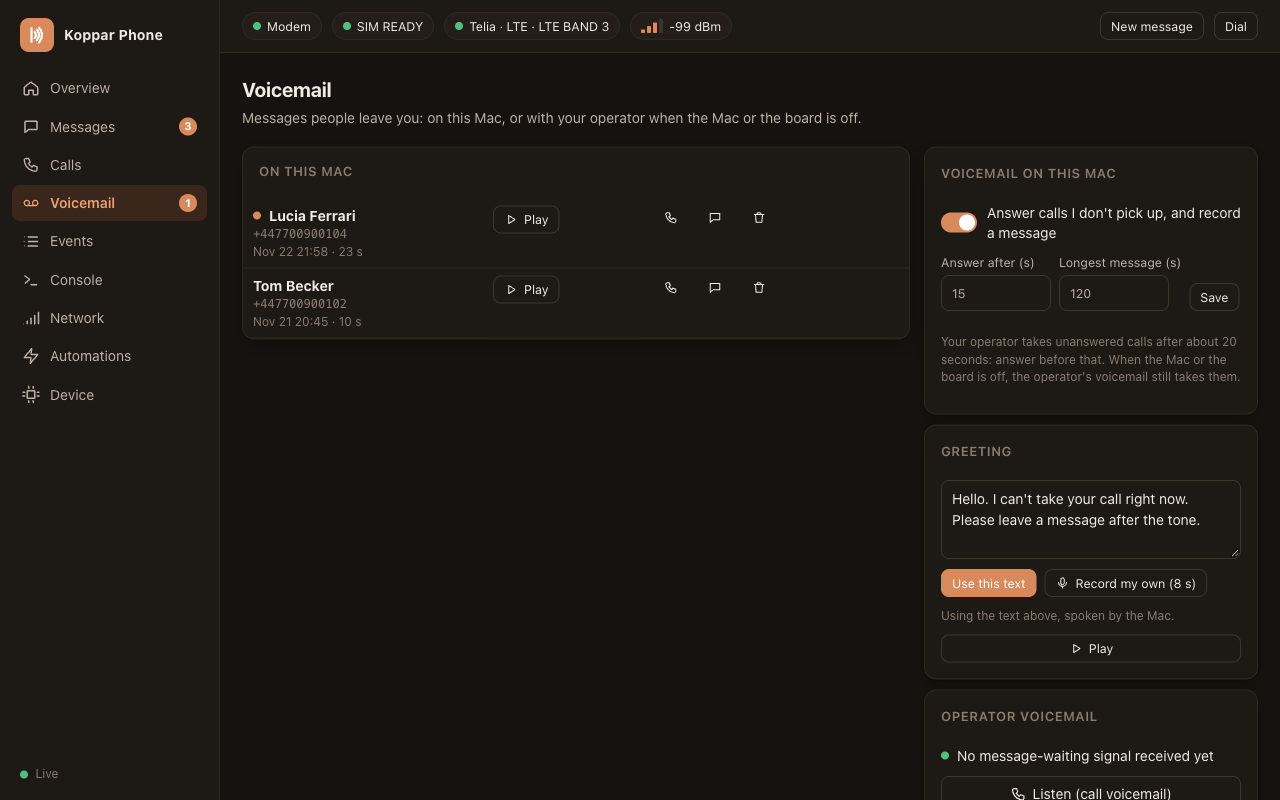 Koppar Phone
Modem
SIM READY
Telia · LTE · LTE BAND 3
-99 dBm
New message
Dial
Overview
Messages
3
Calls
Voicemail
1
Events
Console
Network
Automations
Device
Live
Voicemail
Messages people leave you: on this Mac, or with your operator when the Mac or the board is off.
ON THIS MAC
Lucia Ferrari
+447700900104
Nov 22 21:58 · 23 s
Play
Tom Becker
+447700900102
Nov 21 20:45 · 10 s
Play
VOICEMAIL ON THIS MAC
Answer calls I don't pick up, and record
a message
Answer after (s)
Longest message (s)
15
120
Save
Your operator takes unanswered calls after about 20
seconds: answer before that. When the Mac or the
board is off, the operator's voicemail still takes them.
GREETING
Hello. I can't take your call right now.
Please leave a message after the tone.
Use this text
Record my own (8 s)
Using the text above, spoken by the Mac.
Play
OPERATOR VOICEMAIL
No message-waiting signal received yet
Listen (call voicemail)